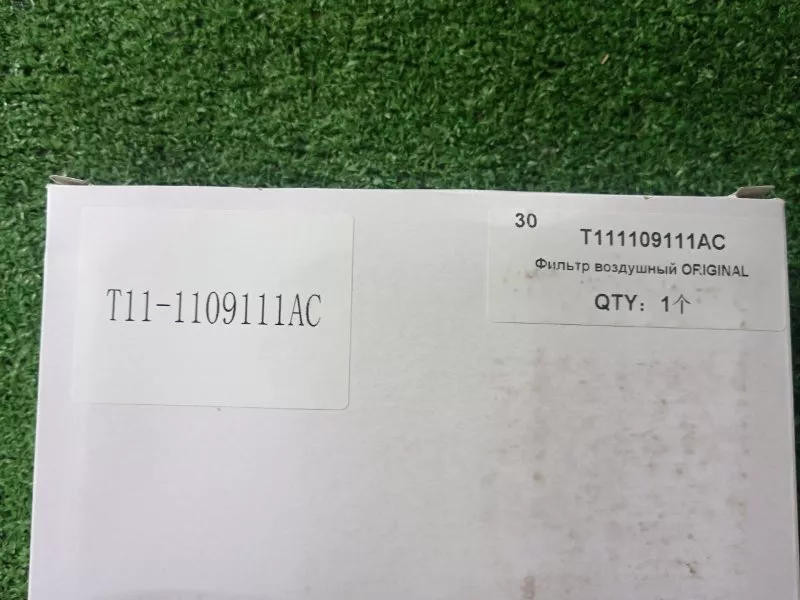 T11-1109111AC
30
T111109111AC
Фильтр воздушный ORIGINAL
QTY: 1个